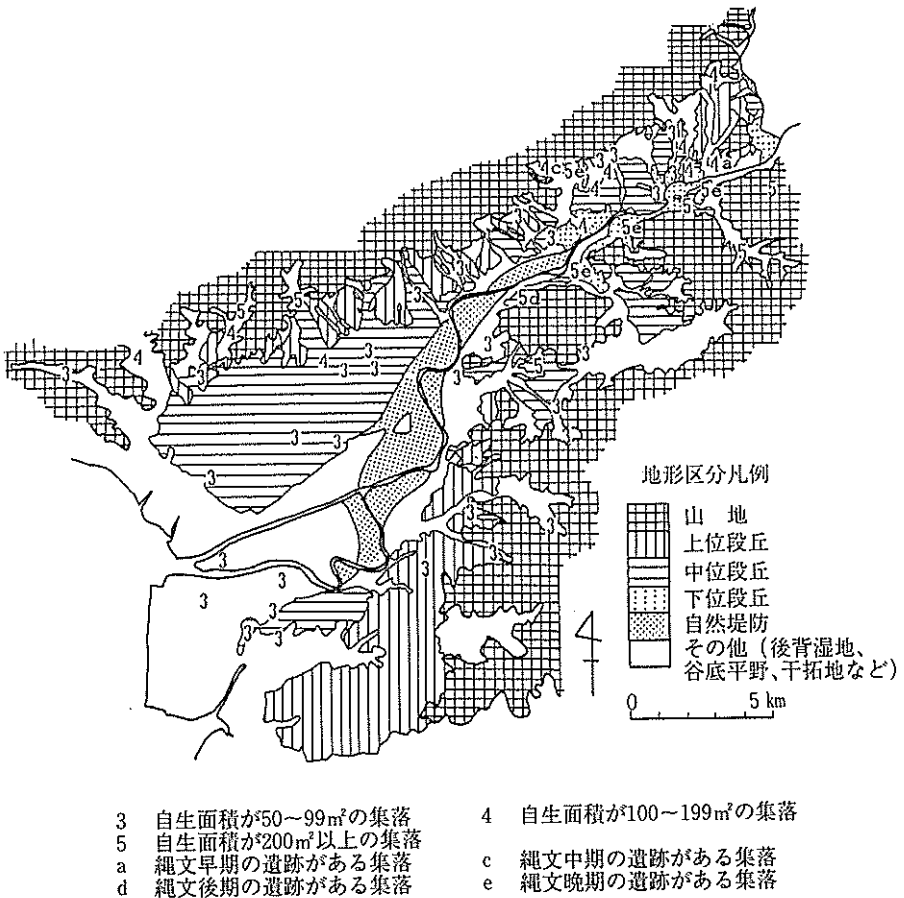 地形区分凡例
山 地
上位段丘
中位段丘
下位段丘
自然堤防
その他（後背湿地、
谷底平野、干拓地など）
0 5 km
3 自生面積が50～99㎡の集落
4 自生面積が100～199㎡の集落
5 自生面積が200㎡以上の集落
a 縄文早期の遺跡がある集落
c 縄文中期の遺跡がある集落
d 縄文後期の遺跡がある集落
e 縄文晩期の遺跡がある集落